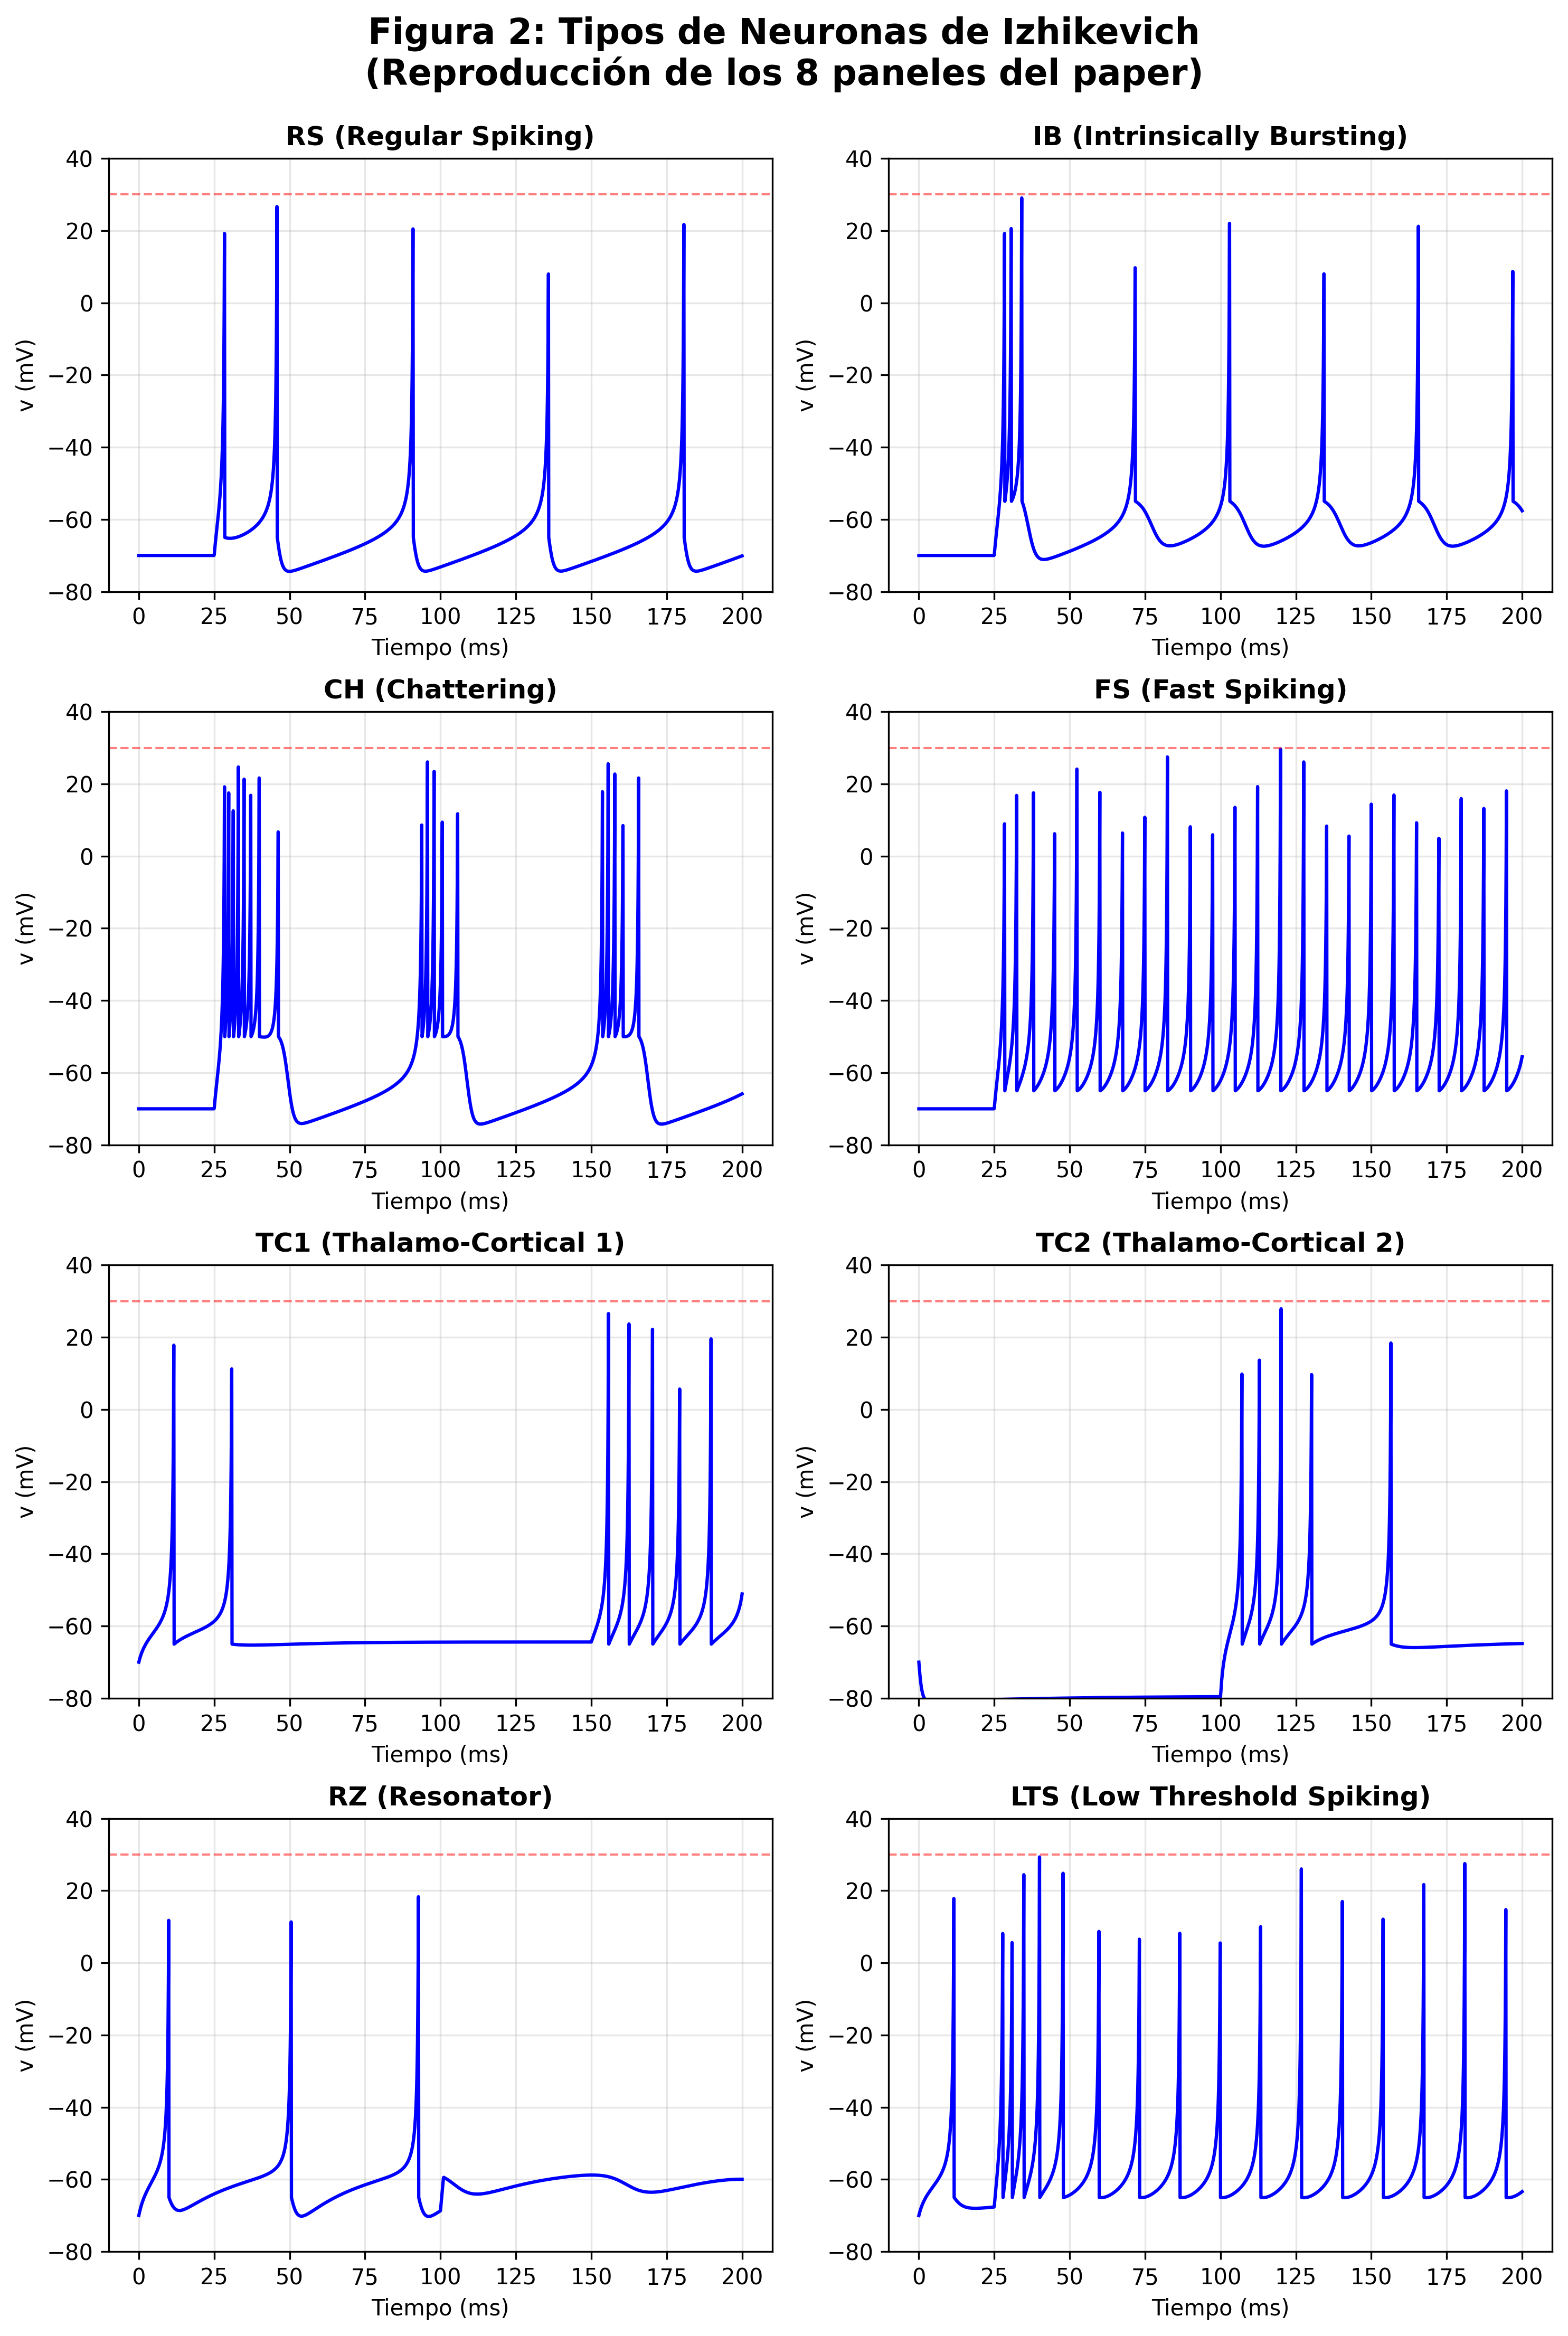 Figura 2: Tipos de Neuronas de Izhikevich
(Reproducción de los 8 paneles del paper)
RS (Regular Spiking)
40
20
0
−20
−40
−60
−80
v (mV)
0 25 50 75 100 125 150 175 200
Tiempo (ms)
IB (Intrinsically Bursting)
40
20
0
−20
−40
−60
−80
v (mV)
0 25 50 75 100 125 150 175 200
Tiempo (ms)
CH (Chattering)
40
20
0
−20
−40
−60
−80
v (mV)
0 25 50 75 100 125 150 175 200
Tiempo (ms)
FS (Fast Spiking)
40
20
0
−20
−40
−60
−80
v (mV)
0 25 50 75 100 125 150 175 200
Tiempo (ms)
TC1 (Thalamo-Cortical 1)
40
20
0
−20
−40
−60
−80
v (mV)
0 25 50 75 100 125 150 175 200
Tiempo (ms)
TC2 (Thalamo-Cortical 2)
40
20
0
−20
−40
−60
−80
v (mV)
0 25 50 75 100 125 150 175 200
Tiempo (ms)
RZ (Resonator)
40
20
0
−20
−40
−60
−80
v (mV)
0 25 50 75 100 125 150 175 200
Tiempo (ms)
LTS (Low Threshold Spiking)
40
20
0
−20
−40
−60
−80
v (mV)
0 25 50 75 100 125 150 175 200
Tiempo (ms)